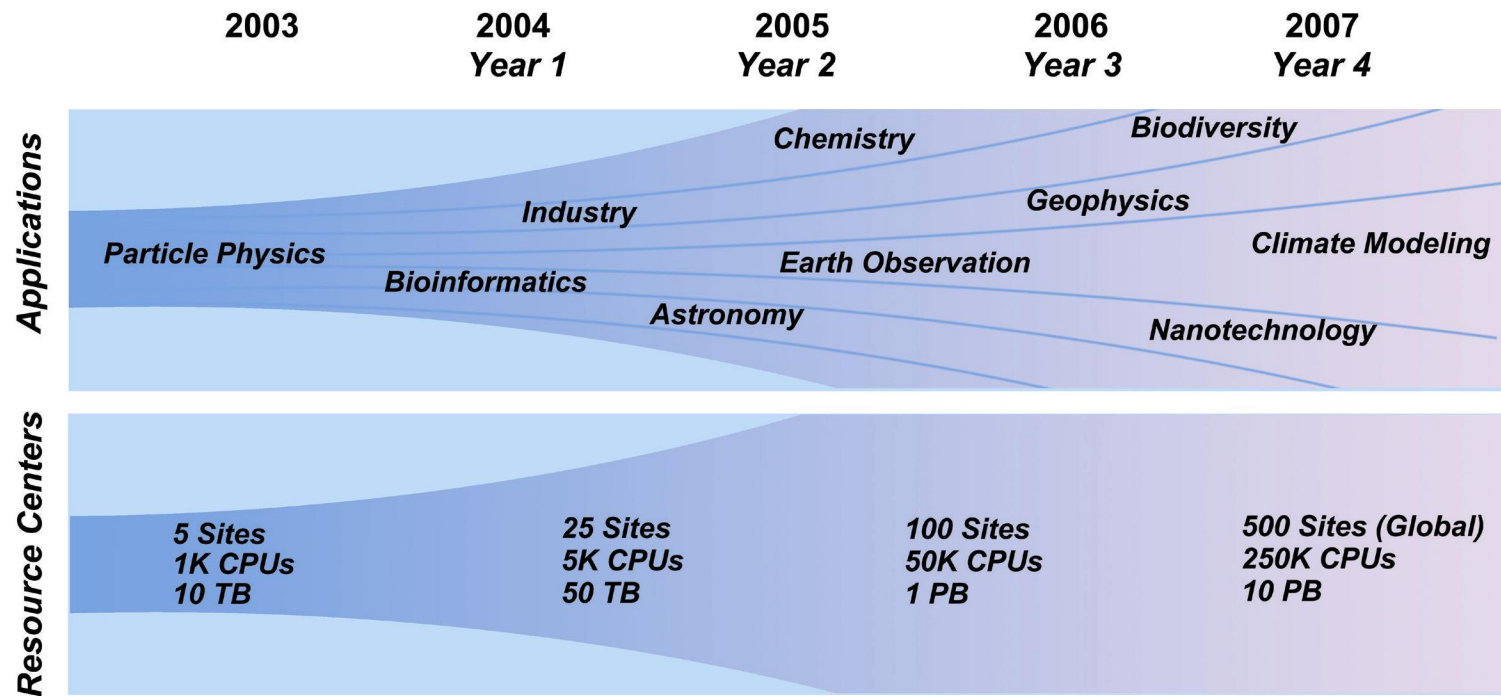 2003
2004
Year 1
2005
Year 2
2006
Year 3
2007
Year 4
Applications
Chemistry
Biodiversity
Industry
Geophysics
Particle Physics
Climate Modeling
Earth Observation
Bioinformatics
Astronomy
Nanotechnology
Resource Centers
5 Sites
1K CPUs
10 TB
25 Sites
5K CPUs
50 TB
100 Sites
50K CPUs
1 PB
500 Sites (Global)
250K CPUs
10 PB